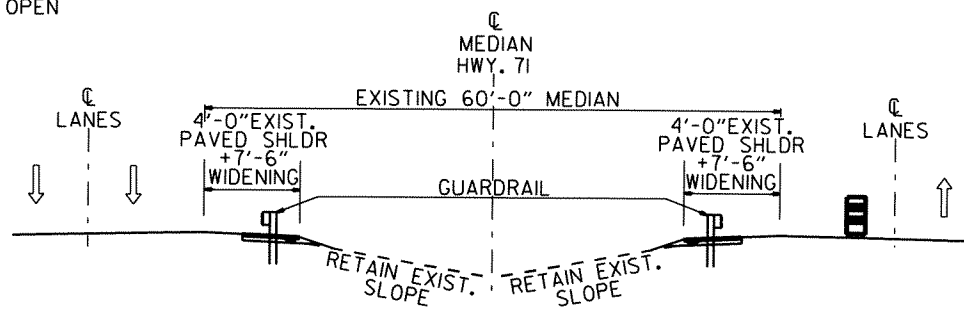 OPEN
℄
MEDIAN
HWY. 71
EXISTING 60'-0" MEDIAN
℄
LANES
4'-0"EXIST.
PAVED SHLDR
+7'-6"
WIDENING
4'-0"EXIST.
PAVED SHLDR
+7'-6"
WIDENING
℄
LANES
GUARDRAIL
RETAIN EXIST.
SLOPE
RETAIN EXIST.
SLOPE